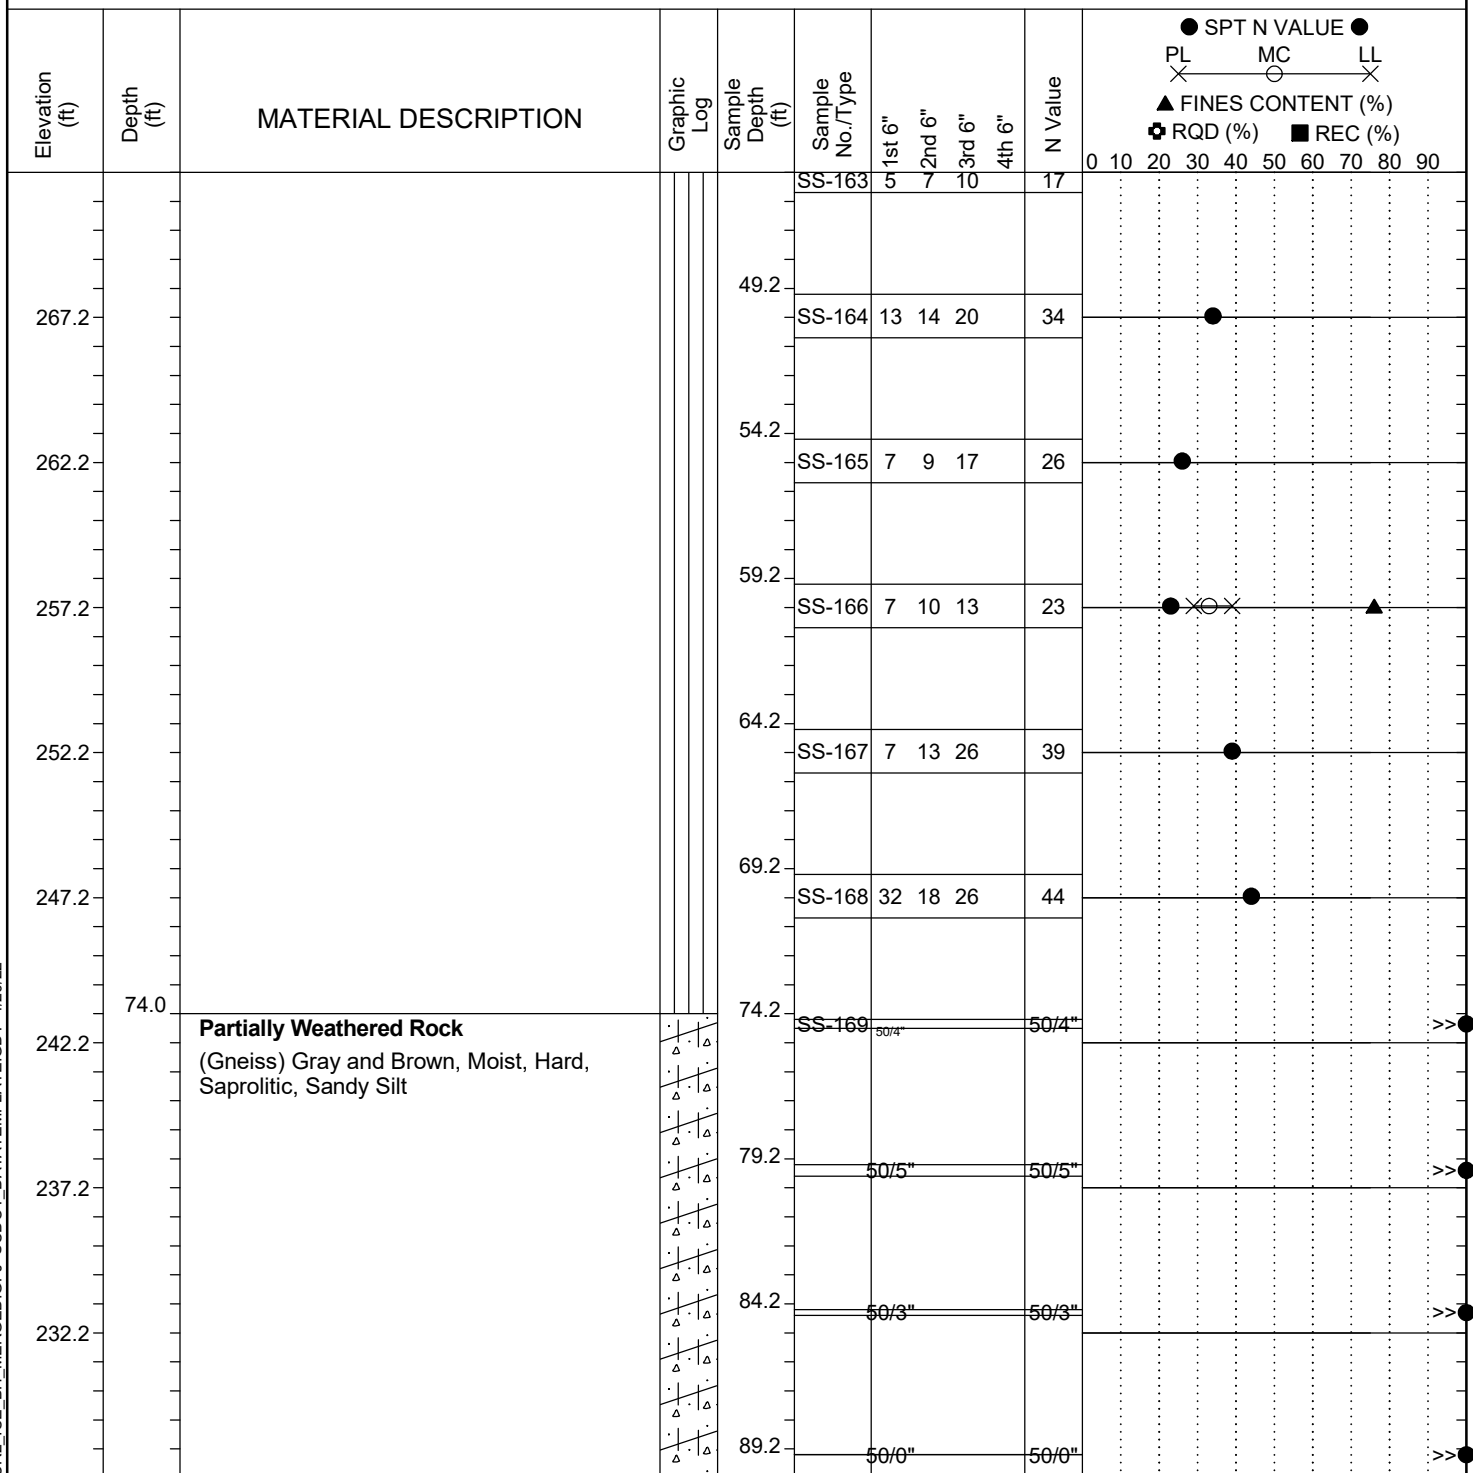 ● SPT N VALUE ●
PL MC LL
▲ FINES CONTENT (%)
RQD (%) ■ REC (%)
Elevation (ft)
Depth (ft)
MATERIAL DESCRIPTION
Graphic Log
Sample Depth (ft)
Sample No./Type
1st 6"
2nd 6"
3rd 6"
4th 6"
N Value
0 10 20 30 40 50 60 70 80 90
SS-163 5 7 10 17
49.2
267.2 SS-164 13 14 20 34
54.2
262.2 SS-165 7 9 17 26
59.2
257.2 SS-166 7 10 13 23
64.2
252.2 SS-167 7 13 26 39
69.2
247.2 SS-168 32 18 26 44
74.0 74.2
Partially Weathered Rock SS-169 50/4" 50/4" >>
242.2
(Gneiss) Gray and Brown, Moist, Hard,
Saprolitic, Sandy Silt
79.2
50/5" 50/5" >>
237.2
84.2
50/3" 50/3" >>
232.2
89.2
50/0" 50/0" >>